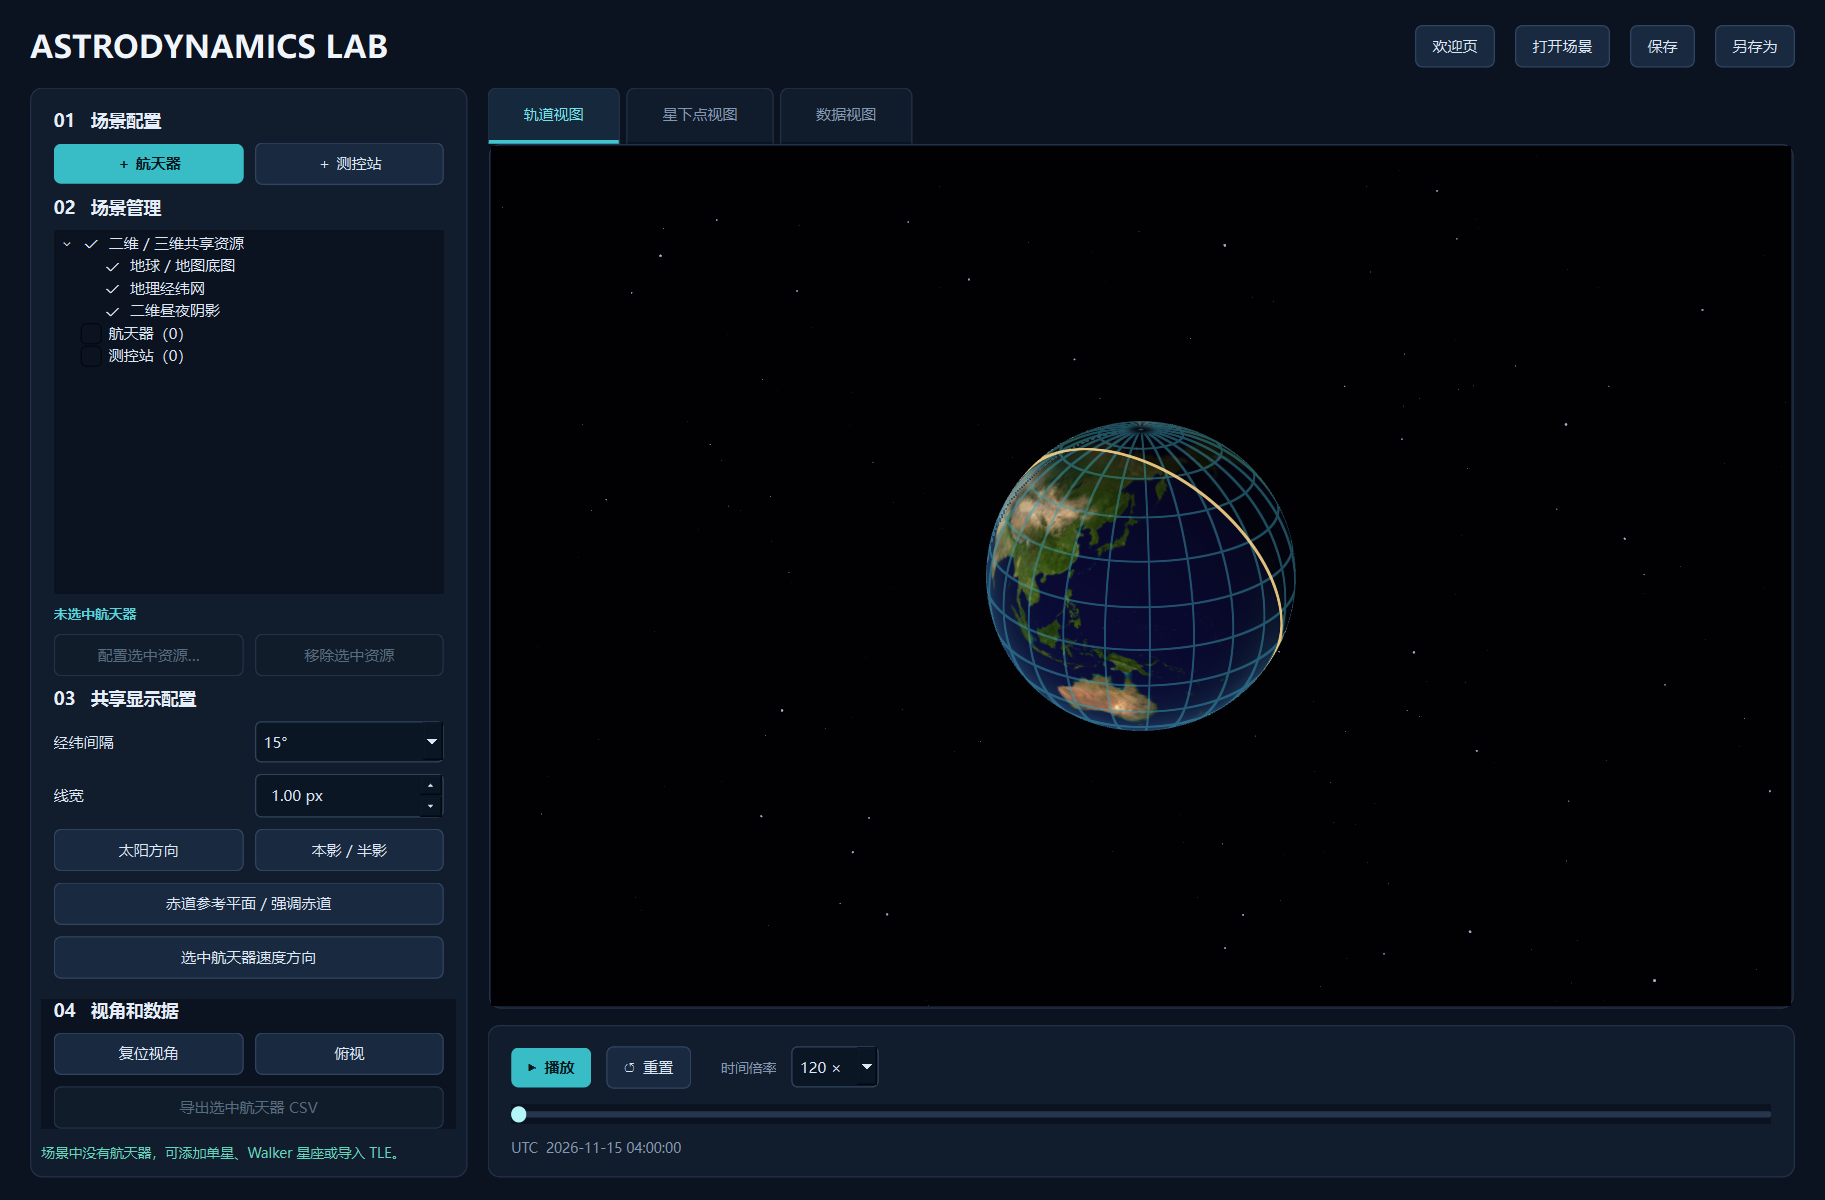 ASTRODYNAMICS LAB
欢迎页 打开场景 保存 另存为
01 场景配置
+ 航天器 + 测控站
02 场景管理
二维 / 三维共享资源
地球 / 地图底图
地理经纬网
二维昼夜阴影
航天器 (0)
测控站 (0)
未选中航天器
配置选中资源... 移除选中资源
03 共享显示配置
经纬间隔 15°
线宽 1.00 px
太阳方向 本影 / 半影
赤道参考平面 / 强调赤道
选中航天器速度方向
04 视角和数据
复位视角 俯视
导出选中航天器 CSV
场景中没有航天器，可添加单星、Walker 星座或导入 TLE。
轨道视图 星下点视图 数据视图
播放 重置 时间倍率 120 ×
UTC 2026-11-15 04:00:00